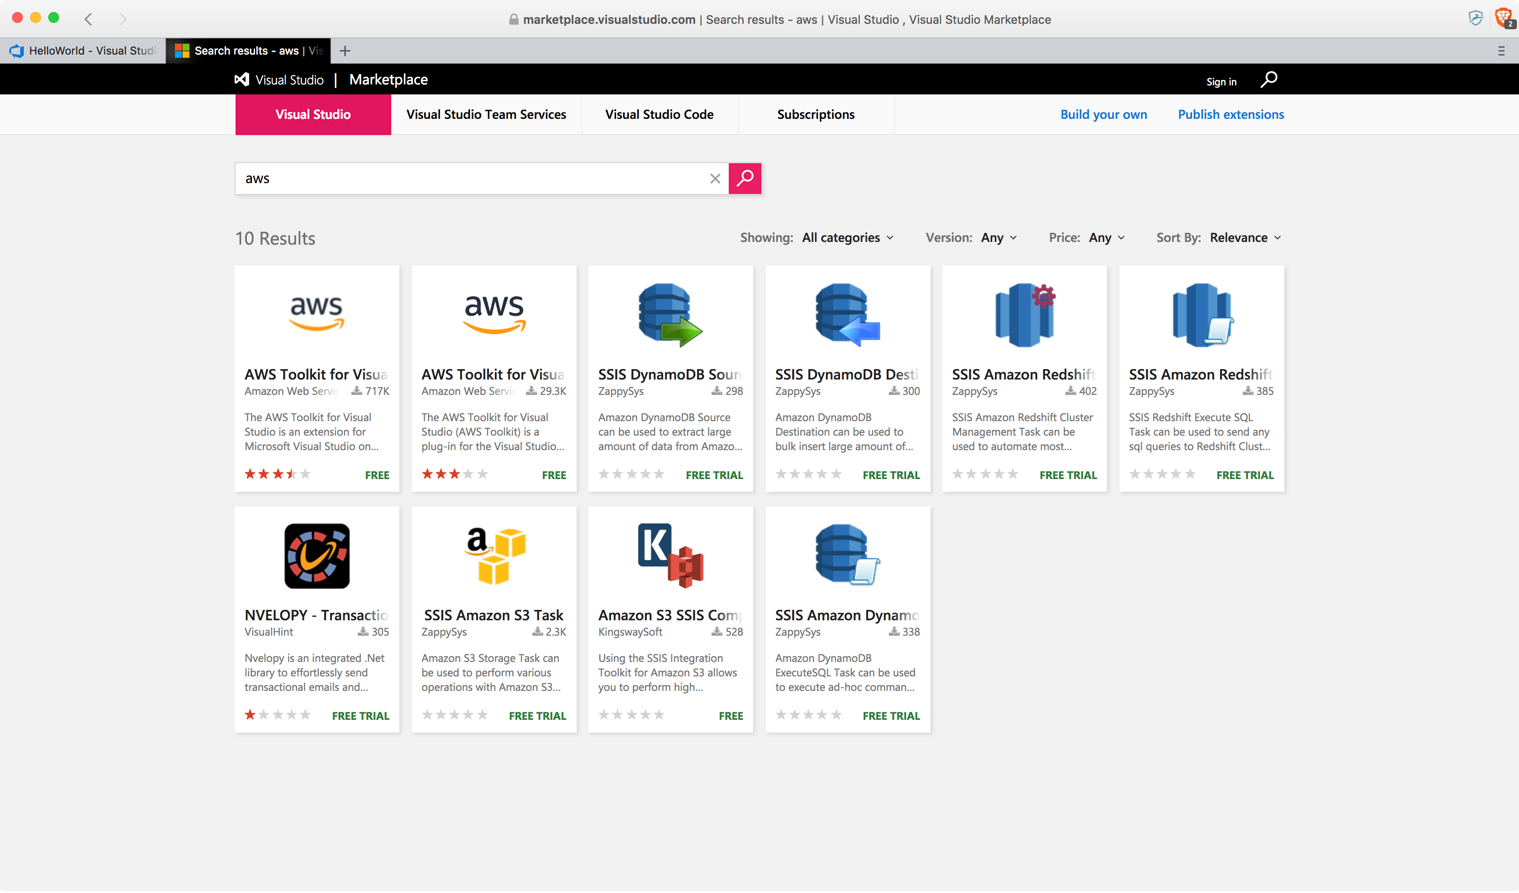 marketplace.visualstudio.com | Search results - aws | Visual Studio , Visual Studio Marketplace
2
HelloWorld - Visual Studi
Search results - aws | Vis
Visual Studio | Marketplace
Sign in
Visual Studio
Visual Studio Team Services
Visual Studio Code
Subscriptions
Build your own
Publish extensions
aws
10 Results
Showing: All categories
Version: Any
Price: Any
Sort By: Relevance
aws
AWS Toolkit for Visua
Amazon Web Servi 717K
The AWS Toolkit for Visual
Studio is an extension for
Microsoft Visual Studio on...
FREE
aws
AWS Toolkit for Visua
Amazon Web Servi 29.3K
The AWS Toolkit for Visual
Studio (AWS Toolkit) is a
plug-in for the Visual Studio...
FREE
SSIS DynamoDB Sour
ZappySys 298
Amazon DynamoDB Source
can be used to extract large
amount of data from Amazo...
FREE TRIAL
SSIS DynamoDB Desti
ZappySys 300
Amazon DynamoDB
Destination can be used to
bulk insert large amount of...
FREE TRIAL
SSIS Amazon Redshift
ZappySys 402
SSIS Amazon Redshift Cluster
Management Task can be
used to automate most...
FREE TRIAL
SSIS Amazon Redshift
ZappySys 385
SSIS Redshift Execute SQL
Task can be used to send any
sql queries to Redshift Clust...
FREE TRIAL
NVELOPY - Transactio
VisualHint 305
Nvelopy is an integrated .Net
library to effortlessly send
transactional emails and...
FREE TRIAL
a
SSIS Amazon S3 Task
ZappySys 2.3K
Amazon S3 Storage Task can
be used to perform various
operations with Amazon S3...
FREE TRIAL
K
Amazon S3 SSIS Comp
KingswaySoft 528
Using the SSIS Integration
Toolkit for Amazon S3 allows
you to perform high...
FREE
SSIS Amazon Dynamo
ZappySys 338
Amazon DynamoDB
ExecuteSQL Task can be used
to execute ad-hoc comman...
FREE TRIAL